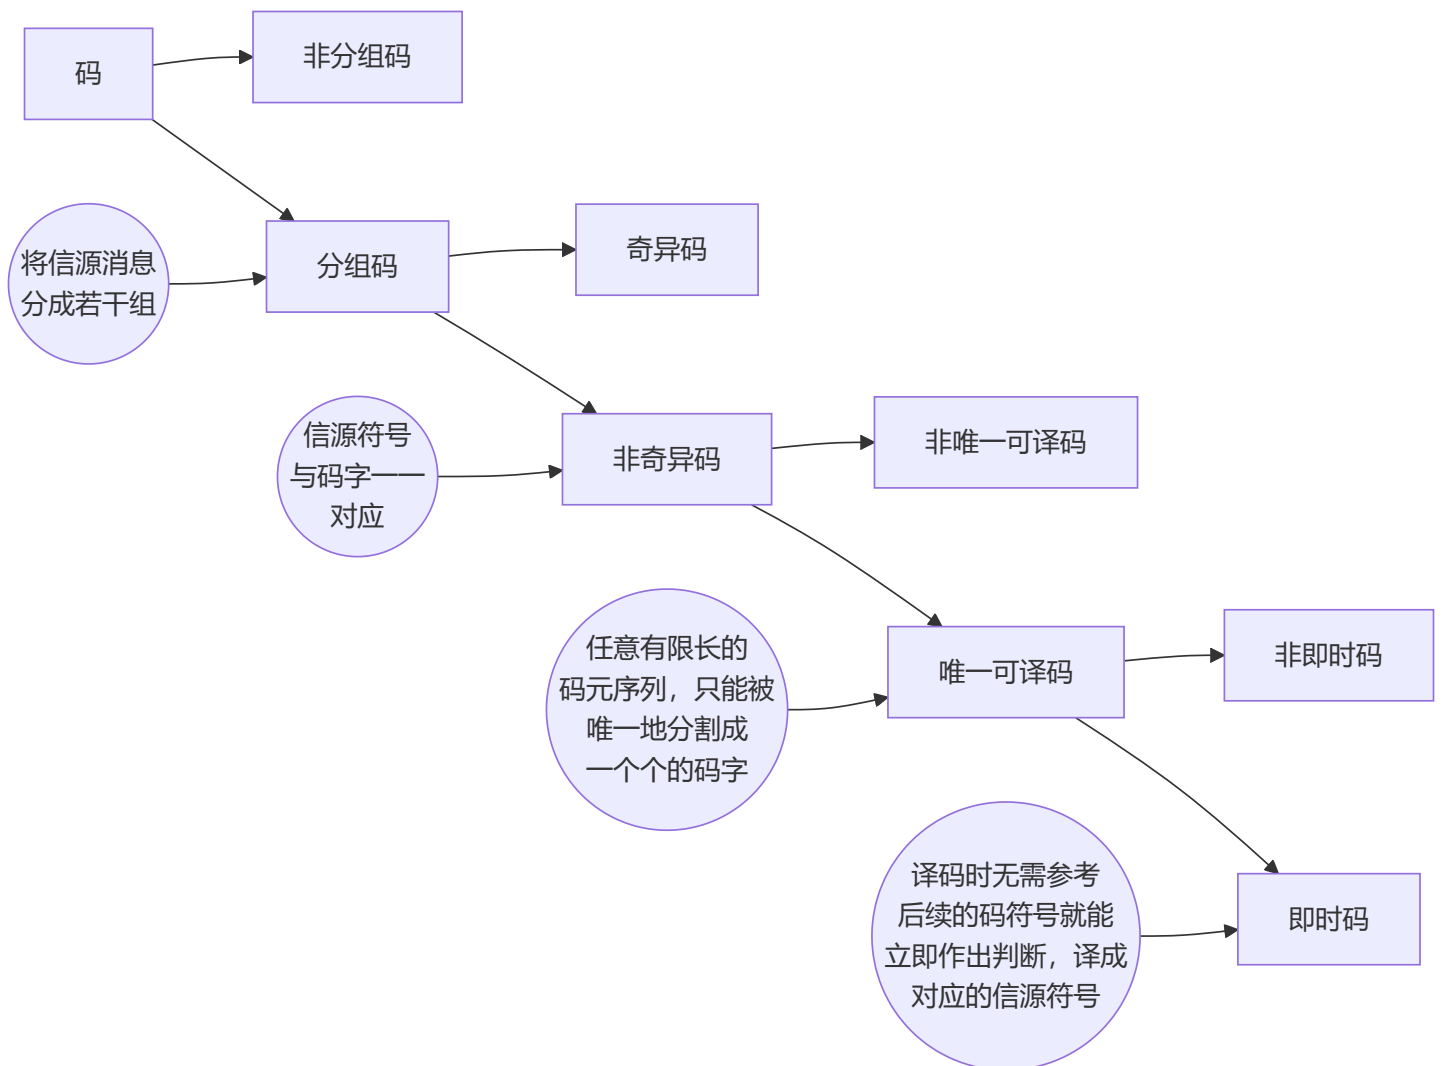 码
非分组码
将信源消息
分成若干组
分组码
奇异码
信源符号
与码字一一
对应
非奇异码
非唯一可译码
任意有限长的
码元序列，只能被
唯一地分割成
一个个的码字
唯一可译码
非即时码
译码时无需参考
后续的码符号就能
立即作出判断，译成
对应的信源符号
即时码